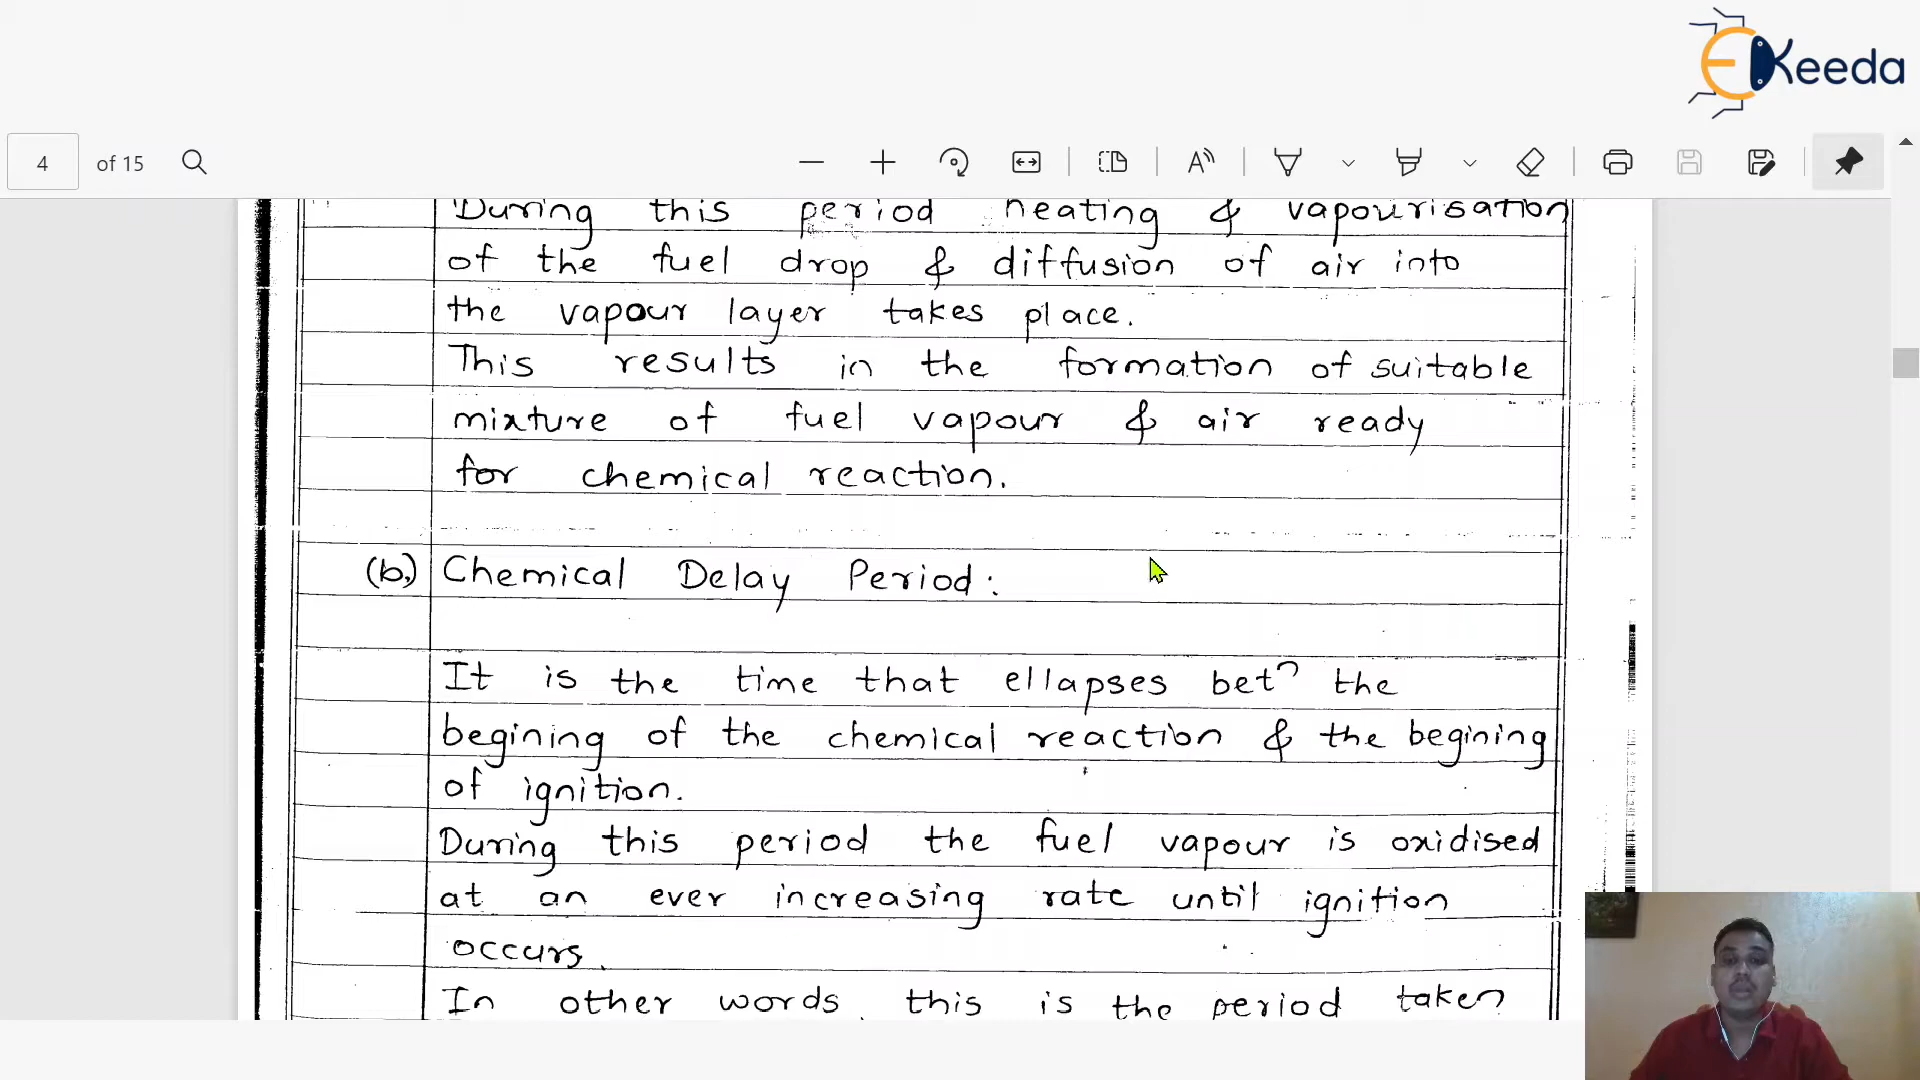 EKeeda
4 of 15
During this period heating & vapourisation
of the fuel drop & diffusion of air into
the vapour layer takes place.
This results in the formation of suitable
mixture of fuel vapour & air ready
for chemical reaction.
(b) Chemical Delay Period:
It is the time that ellapses betn the
begining of the chemical reaction & the begining
of ignition.
During this period the fuel vapour is oxidised
at an ever increasing rate until ignition
occurs.
In other words, this is the period taken